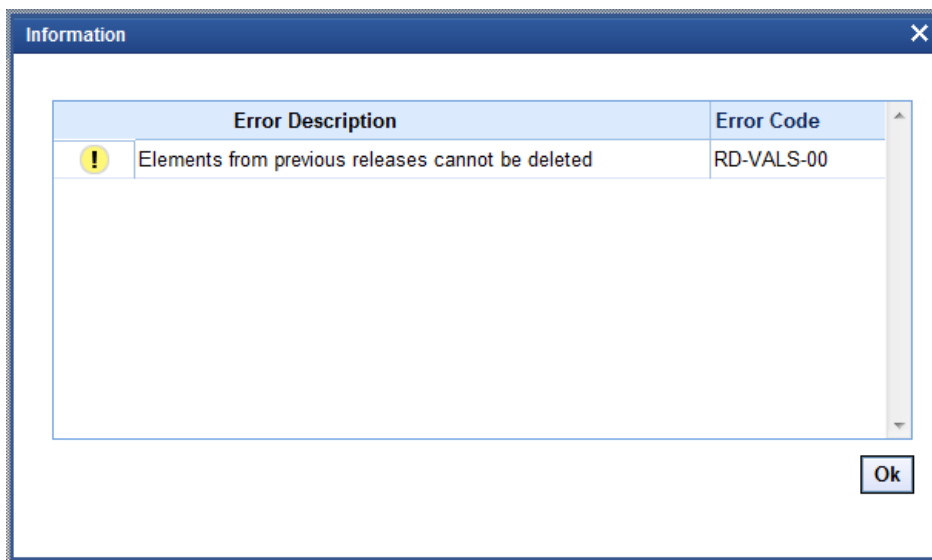 Information
Error Description Error Code
! Elements from previous releases cannot be deleted RD-VALS-00
Ok